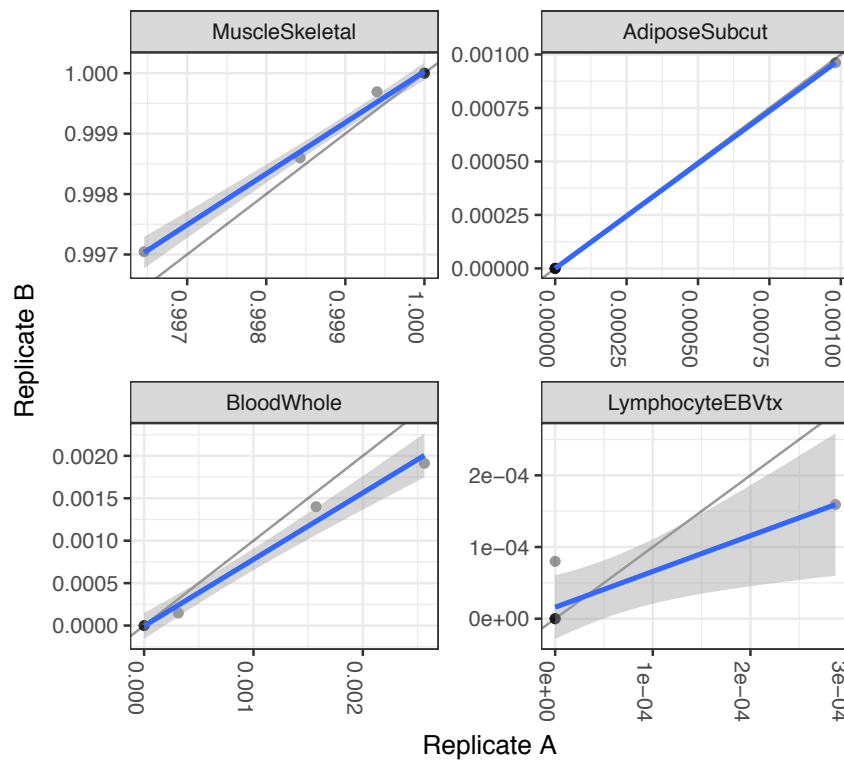 MuscleSkeletal
AdiposeSubcut
1.000
0.999
0.998
0.997
0.00100
0.00075
0.00050
0.00025
0.00000
0.997
0.998
0.999
1.000
0.00000
0.00025
0.00050
0.00075
0.00100
Replicate B
BloodWhole
LymphocyteEBVtx
0.0020
0.0015
0.0010
0.0005
0.0000
2e−04
1e−04
0e+00
0.000
0.001
0.002
0e+00
1e−04
2e−04
3e−04
Replicate A